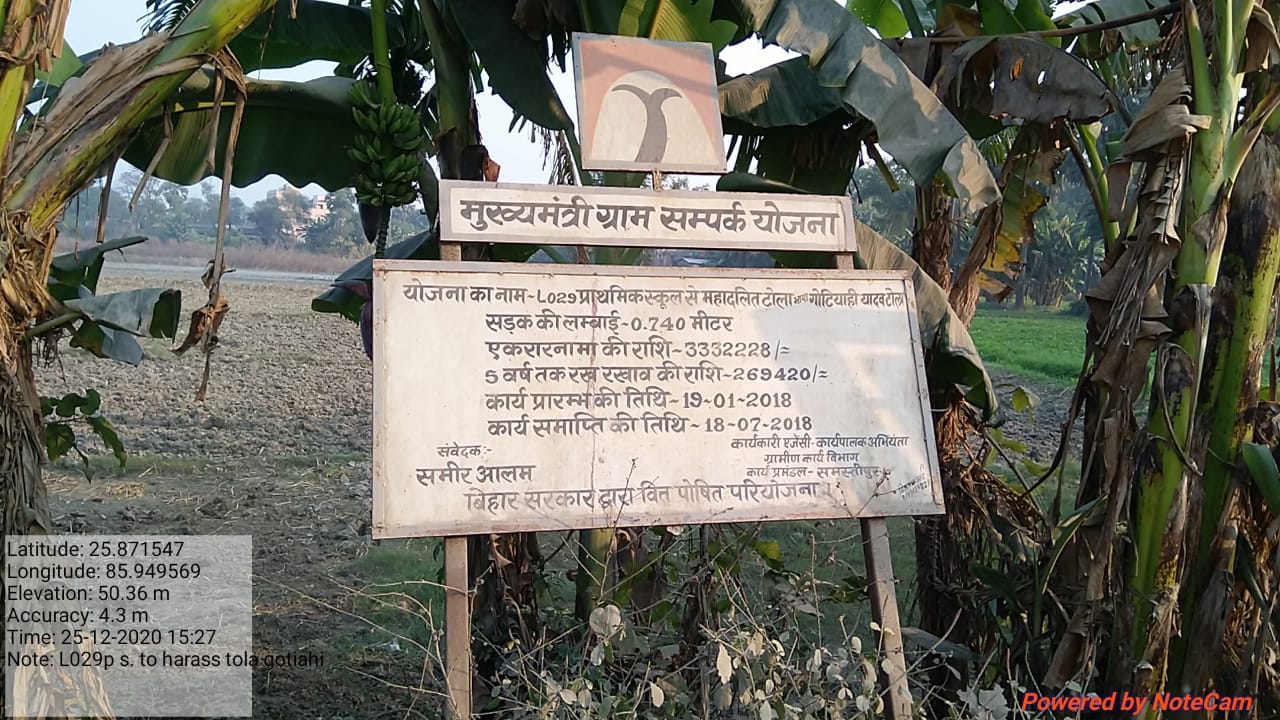 मुख्यमंत्री ग्राम सम्पर्क योजना
योजना का नाम~L029 प्राथमिक स्कूल से महादलित टोला भाया गोटियाही यादव टोला
सड़क की लम्बाई~0.740 मीटर
एकरारनामा की राशि~3332228/=
5 वर्ष तक रख रखाव की राशि~269420/=
कार्य प्रारम्भ की तिथि~19-01-2018
कार्य समाप्ति की तिथि~18-07-2018
संवेदक:-
समीर आलम
कार्यकारी एजेंसी-कार्यपालक अभियंता
ग्रामीण कार्य विभाग
कार्य प्रमंडल-समस्तीपुर
बिहार सरकार द्वारा वित पोषित परियोजना
Latitude: 25.871547
Longitude: 85.949569
Elevation: 50.36 m
Accuracy: 4.3 m
Time: 25-12-2020 15:27
Note: L029p s. to harass tola gotiahi
Powered by NoteCam